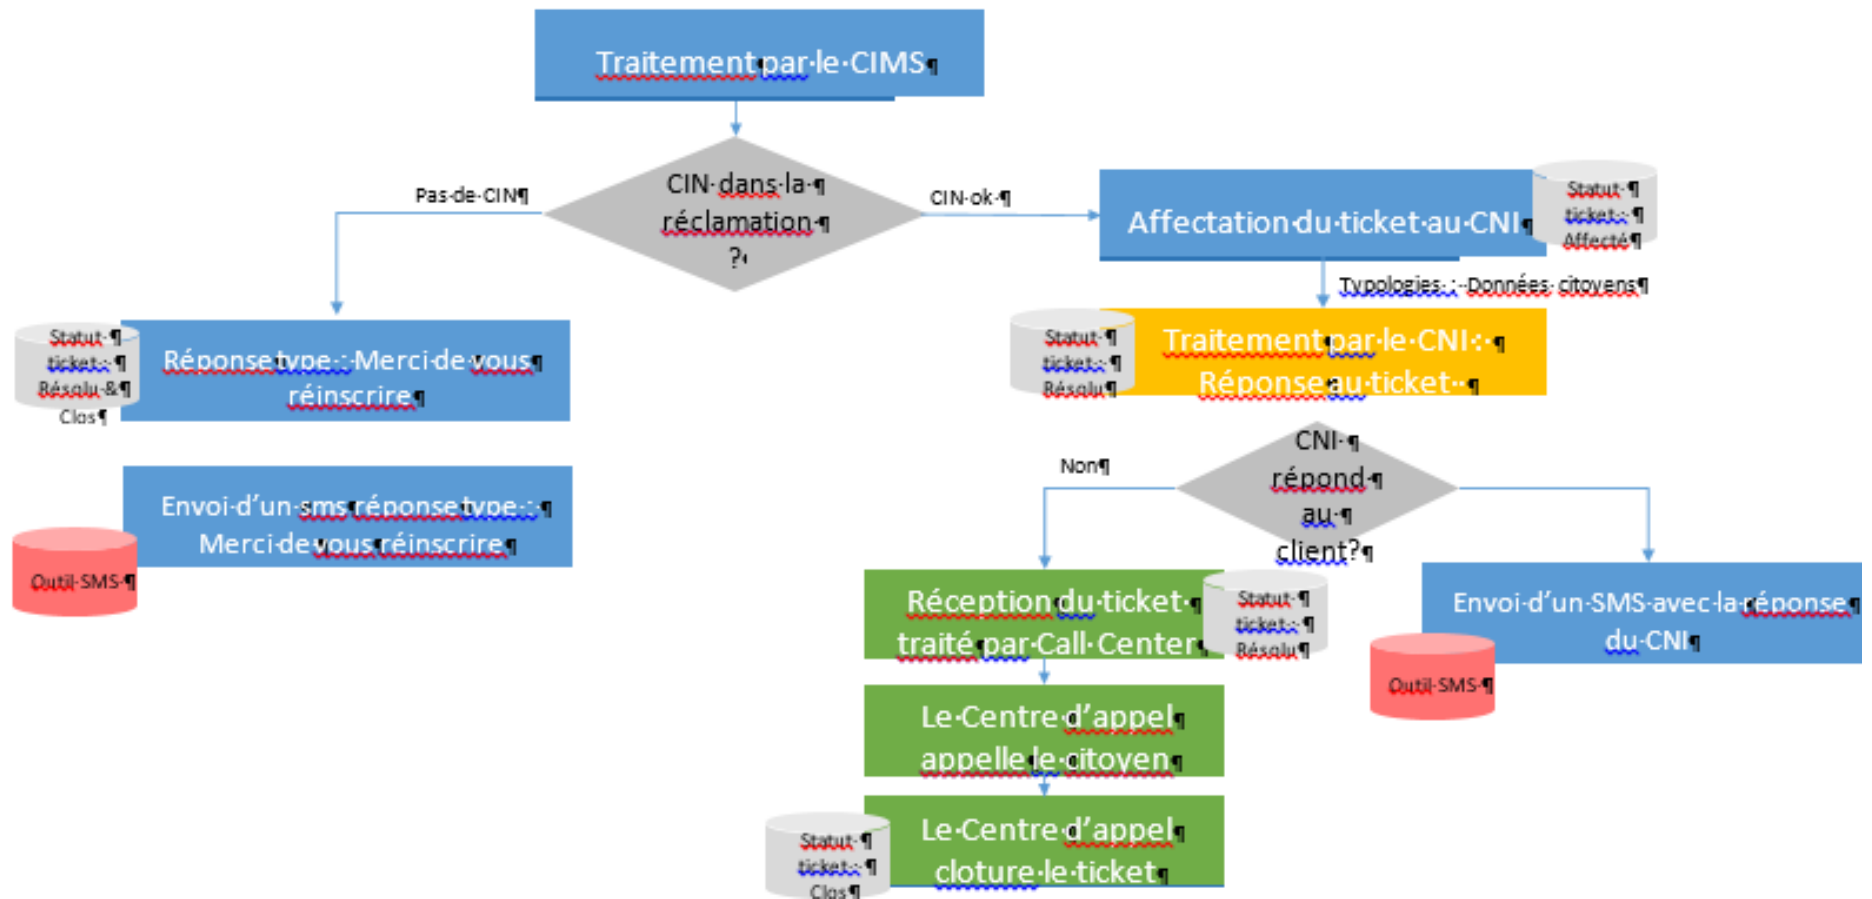 Traitement par le CIMS
CIN dans la
réclamation
?
Pas de CIN
CIN ok
Affectation du ticket au CNI
Statut
ticket :
Affecté
Typologies : Données citoyens
Statut
ticket :
Résolu &
Clos
Réponse type : Merci de vous
réinscrire
Statut
ticket :
Résolu
Traitement par le CNI :
Réponse au ticket
Envoi d'un sms réponse type :
Merci de vous réinscrire
Outil SMS
CNI
répond
au
client?
Non
Réception du ticket
traité par Call Center
Statut
ticket :
Résolu
Envoi d'un SMS avec la réponse
du CNI
Outil SMS
Le Centre d'appel
appelle le citoyen
Le Centre d'appel
cloture le ticket
Statut
ticket :
Clos